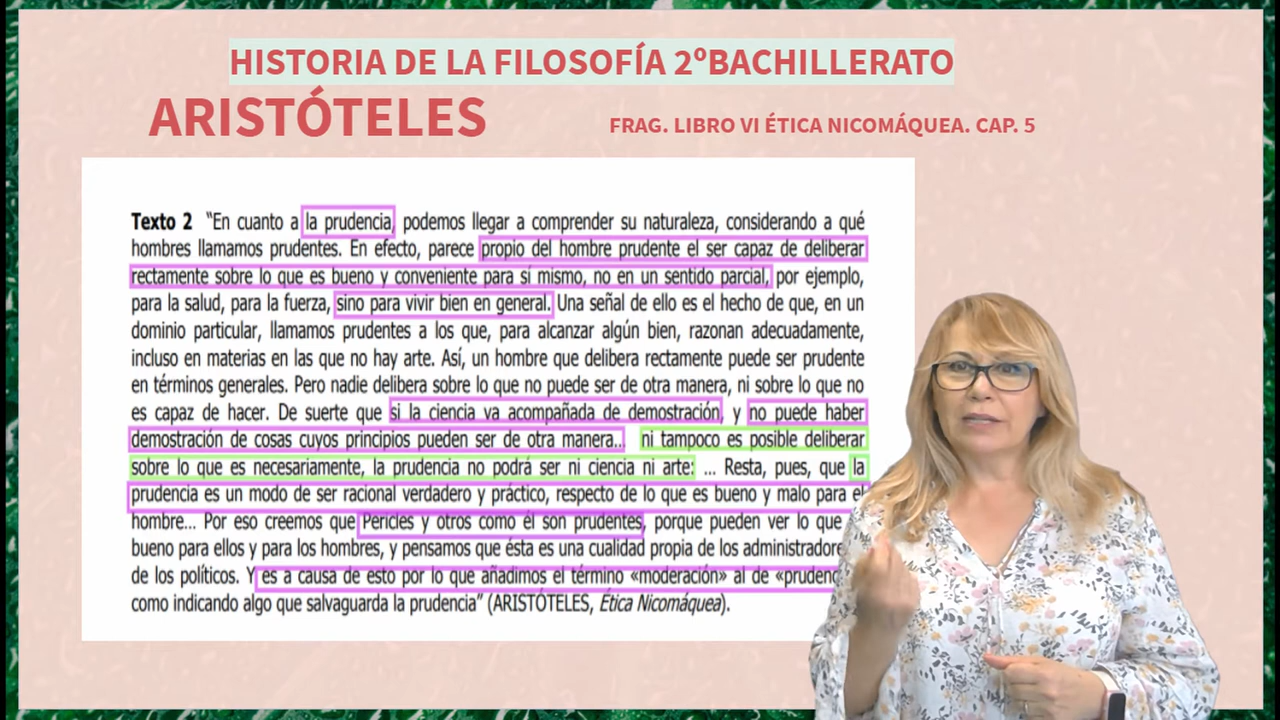 HISTORIA DE LA FILOSOFÍA 2ºBACHILLERATO
ARISTÓTELES
FRAG. LIBRO VI ÉTICA NICOMÁQUEA. CAP. 5
Texto 2 “En cuanto a la prudencia, podemos llegar a comprender su naturaleza, considerando a qué
hombres llamamos prudentes. En efecto, parece propio del hombre prudente el ser capaz de deliberar
rectamente sobre lo que es bueno y conveniente para sí mismo, no en un sentido parcial, por ejemplo,
para la salud, para la fuerza, sino para vivir bien en general. Una señal de ello es el hecho de que, en un
dominio particular, llamamos prudentes a los que, para alcanzar algún bien, razonan adecuadamente,
incluso en materias en las que no hay arte. Así, un hombre que delibera rectamente puede ser prudente
en términos generales. Pero nadie delibera sobre lo que no puede ser de otra manera, ni sobre lo que no
es capaz de hacer. De suerte que si la ciencia va acompañada de demostración, y no puede haber
demostración de cosas cuyos principios pueden ser de otra manera... ni tampoco es posible deliberar
sobre lo que es necesariamente, la prudencia no podrá ser ni ciencia ni arte: ... Resta, pues, que la
prudencia es un modo de ser racional verdadero y práctico, respecto de lo que es bueno y malo para el
hombre... Por eso creemos que Pericles y otros como él son prudentes, porque pueden ver lo que
bueno para ellos y para los hombres, y pensamos que ésta es una cualidad propia de los administradore
de los políticos. Y es a causa de esto por lo que añadimos el término «moderación» al de «prudenc
como indicando algo que salvaguarda la prudencia” (ARISTÓTELES, Ética Nicomáquea).